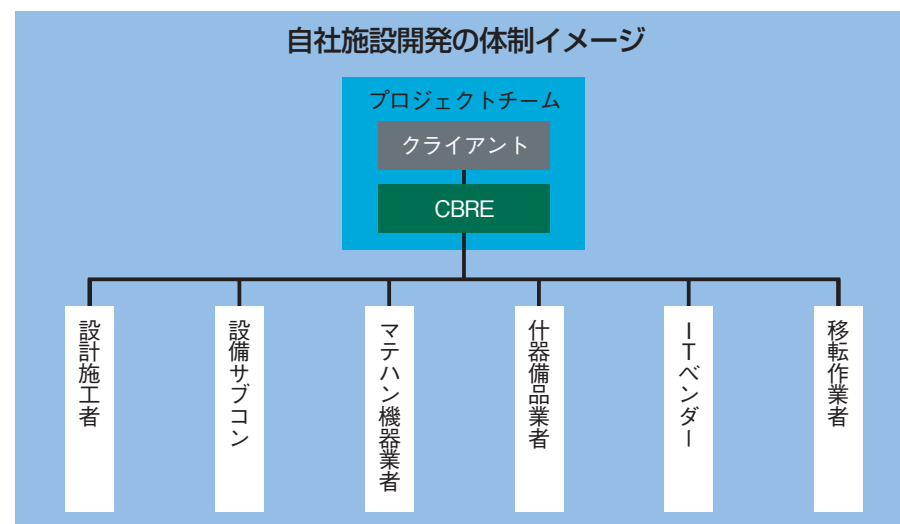 自社施設開発の体制イメージ
プロジェクトチーム
クライアント
CBRE
設計施工者
設備サブコン
マテハン機器業者
什器備品業者
ITベンダー
移転作業者